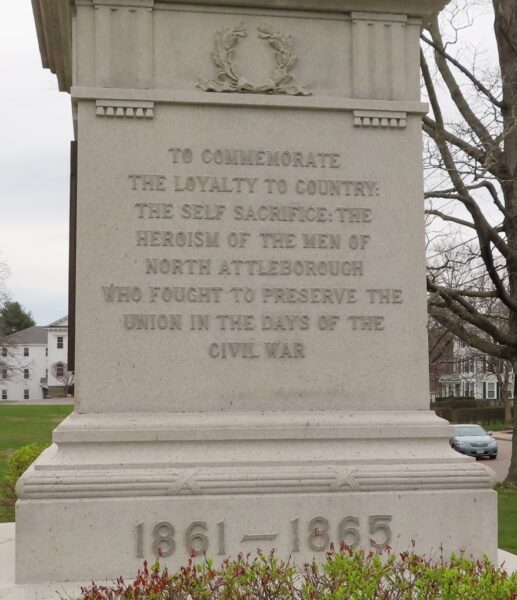 TO COMMEMORATE
THE LOYALTY TO COUNTRY:
THE SELF SACRIFICE: THE
HEROISM OF THE MEN OF
NORTH ATTLEBOROUGH
WHO FOUGHT TO PRESERVE THE
UNION IN THE DAYS OF THE
CIVIL WAR
1861 — 1865